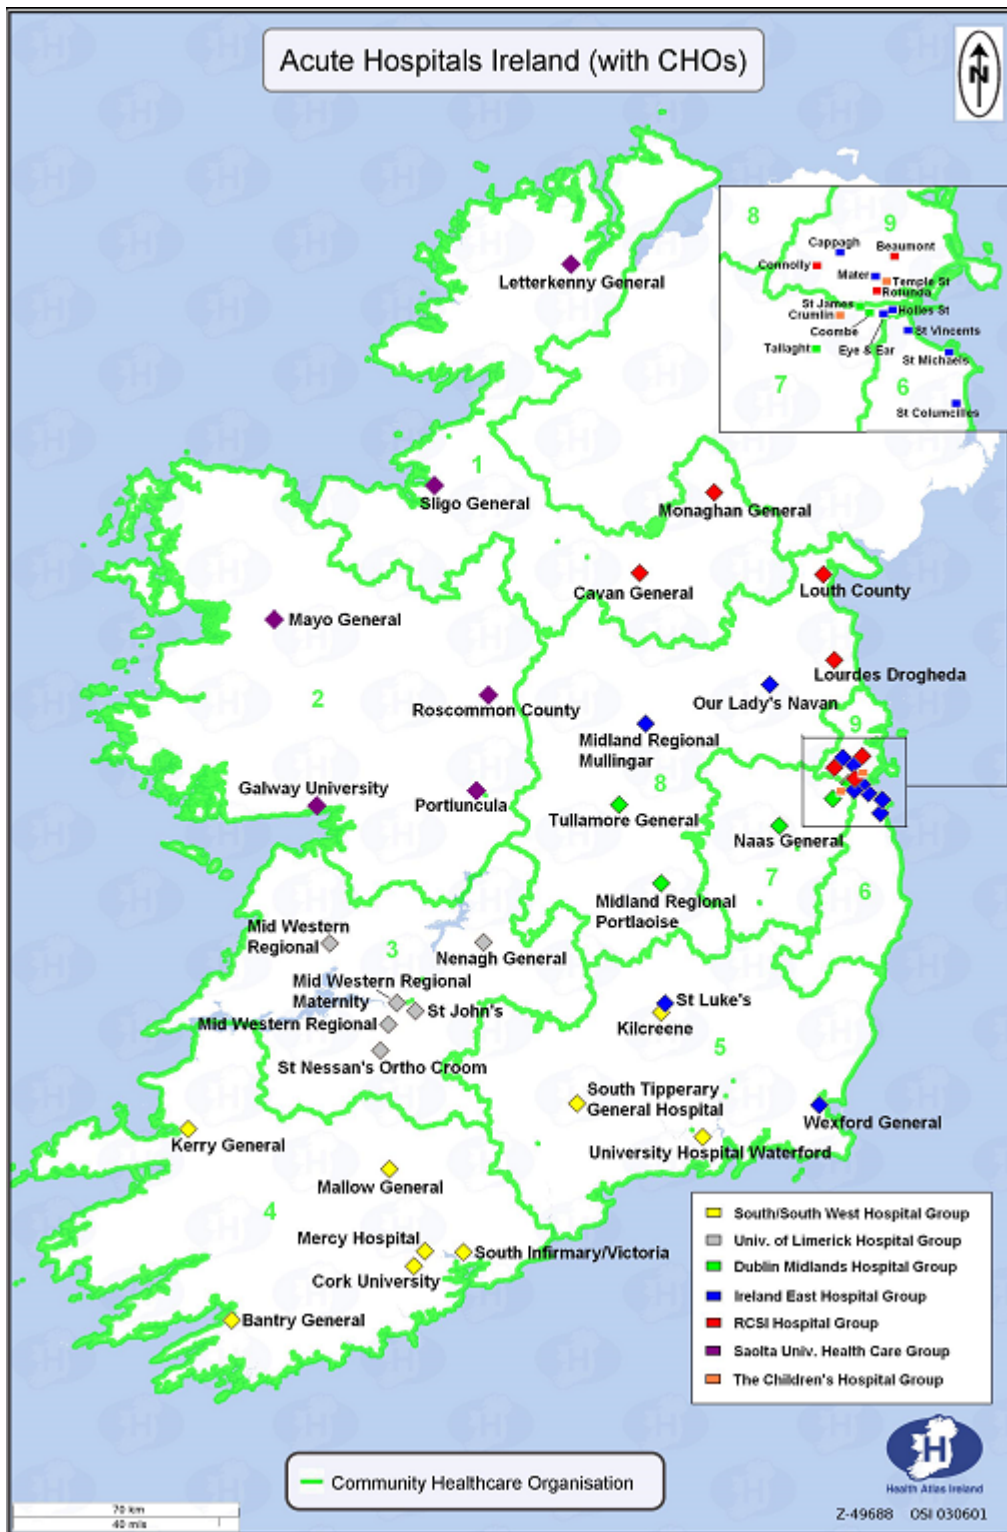 Acute Hospitals Ireland (with CHOs)
N
8
9
Cappagh
Beaumont
Connolly
Mater
Temple St
Rotunda
St James
Holles St
Crumlin
Coombe
St Vincents
Tallaght
Eye & Ear
St Michaels
7
6
St Columcilles
Letterkenny General
1
Sligo General
Monaghan General
Cavan General
Louth County
Mayo General
Lourdes Drogheda
2
Roscommon County
Our Lady's Navan
9
Midland Regional
Mullingar
Galway University
Portiuncula
8
Tullamore General
Naas General
7
6
Midland Regional
Portlaoise
Mid Western
Regional
3
Nenagh General
Mid Western Regional
Maternity
St John's
Mid Western Regional
St Luke's
Kilcreene
5
St Nessan's Ortho Croom
South Tipperary
General Hospital
Wexford General
Kerry General
University Hospital Waterford
Mallow General
4
Mercy Hospital
South Infirmary/Victoria
Cork University
Bantry General
South/South West Hospital Group
Univ. of Limerick Hospital Group
Dublin Midlands Hospital Group
Ireland East Hospital Group
RCSI Hospital Group
Saolta Univ. Health Care Group
The Children's Hospital Group
H
Health Atlas Ireland
Community Healthcare Organisation
70 km
40 mls
Z-49688 OSI 030601